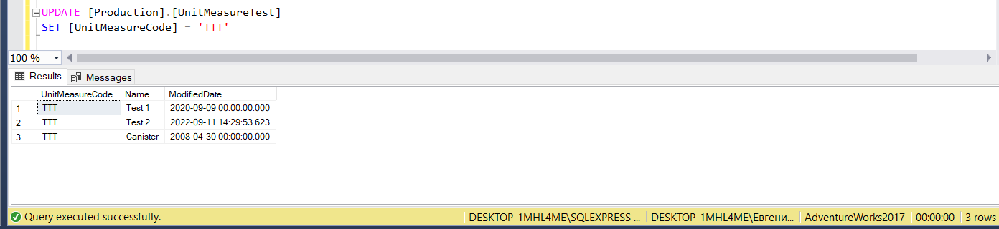 UPDATE [Production].[UnitMeasureTest]
SET [UnitMeasureCode] = 'TTT'
100 %
Results Messages
UnitMeasureCode Name ModifiedDate
1 TTT Test 1 2020-09-09 00:00:00.000
2 TTT Test 2 2022-09-11 14:29:53.623
3 TTT Canister 2008-04-30 00:00:00.000
Query executed successfully. DESKTOP-1MHL4ME\SQLEXPRESS ... DESKTOP-1MHL4ME\Евгени... AdventureWorks2017 00:00:00 3 rows